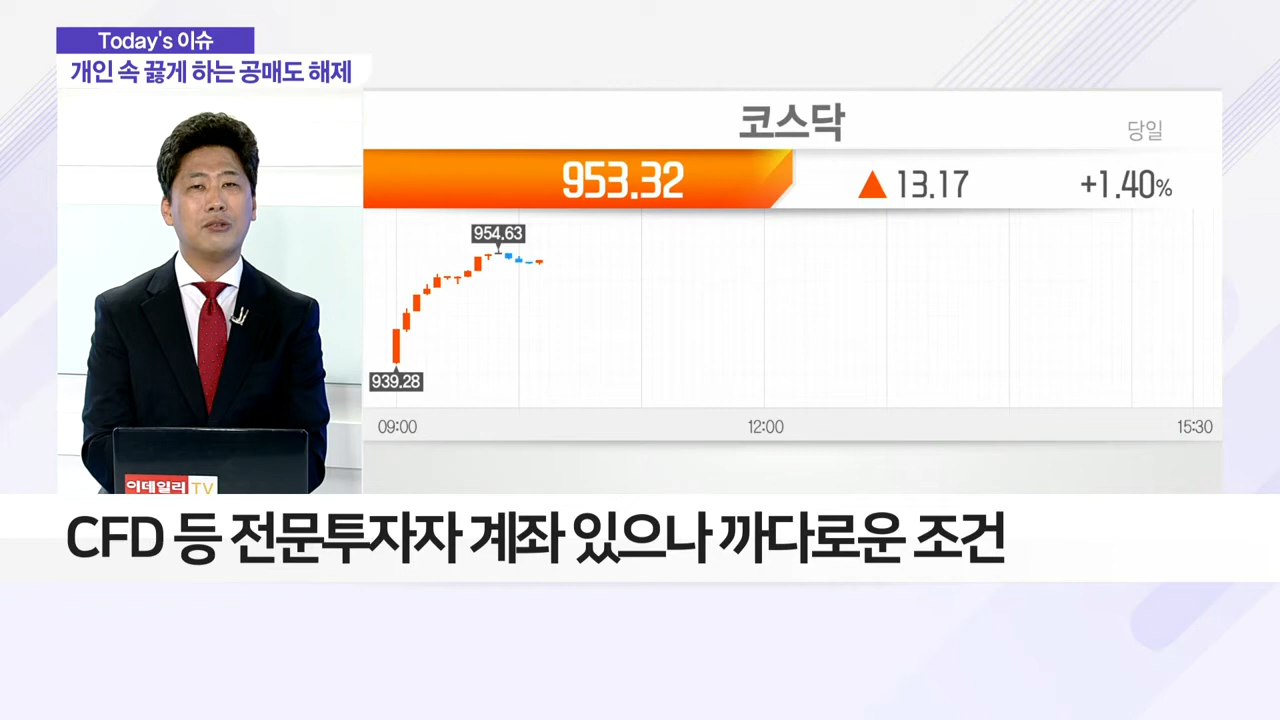 Today's 이슈
개인 속 끓게 하는 공매도 해제
코스닥
당일
953.32 ▲ 13.17 +1.40%
954.63
939.28
09:00 12:00 15:30
이데일리 TV
CFD 등 전문투자자 계좌 있으나 까다로운 조건